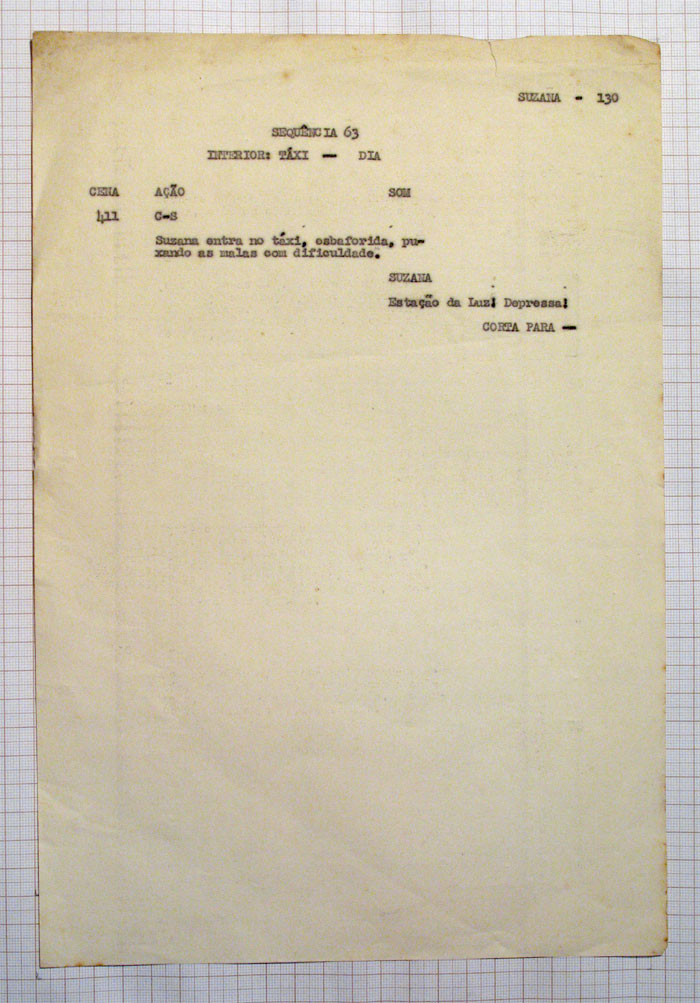 SUZANA - 130
SEQUÊNCIA 63
INTERIOR: TÁXI — DIA
CENA AÇÃO SOM
411 C-S
Suzana entra no táxi, esbaforida, pu-
xando as malas com dificuldade.
SUZANA
Estação da Luz! Depressa!
CORTA PARA —